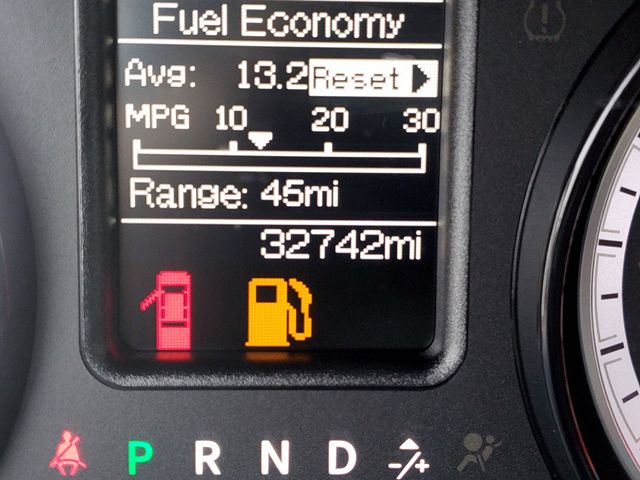 Fuel Economy
Avg: 13.2 Reset
MPG 10 20 30
Range: 45mi
32742mi
P R N D -/+